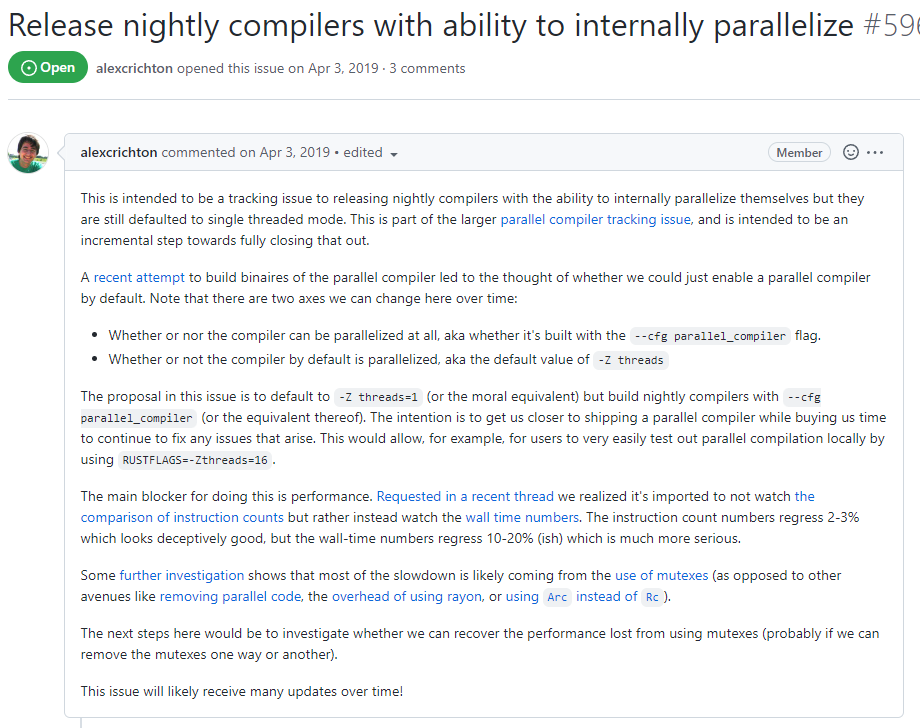 Release nightly compilers with ability to internally parallelize #596
Open alexcrichton opened this issue on Apr 3, 2019 · 3 comments
alexcrichton commented on Apr 3, 2019 • edited Member
This is intended to be a tracking issue to releasing nightly compilers with the ability to internally parallelize themselves but they
are still defaulted to single threaded mode. This is part of the larger parallel compiler tracking issue, and is intended to be an
incremental step towards fully closing that out.
A recent attempt to build binaires of the parallel compiler led to the thought of whether we could just enable a parallel compiler
by default. Note that there are two axes we can change here over time:
• Whether or nor the compiler can be parallelized at all, aka whether it's built with the --cfg parallel_compiler flag.
• Whether or not the compiler by default is parallelized, aka the default value of -Z threads
The proposal in this issue is to default to -Z threads=1 (or the moral equivalent) but build nightly compilers with --cfg
parallel_compiler (or the equivalent thereof). The intention is to get us closer to shipping a parallel compiler while buying us time
to continue to fix any issues that arise. This would allow, for example, for users to very easily test out parallel compilation locally by
using RUSTFLAGS=-Zthreads=16 .
The main blocker for doing this is performance. Requested in a recent thread we realized it's imported to not watch the
comparison of instruction counts but rather instead watch the wall time numbers. The instruction count numbers regress 2-3%
which looks deceptively good, but the wall-time numbers regress 10-20% (ish) which is much more serious.
Some further investigation shows that most of the slowdown is likely coming from the use of mutexes (as opposed to other
avenues like removing parallel code, the overhead of using rayon, or using Arc instead of Rc ).
The next steps here would be to investigate whether we can recover the performance lost from using mutexes (probably if we can
remove the mutexes one way or another).
This issue will likely receive many updates over time!